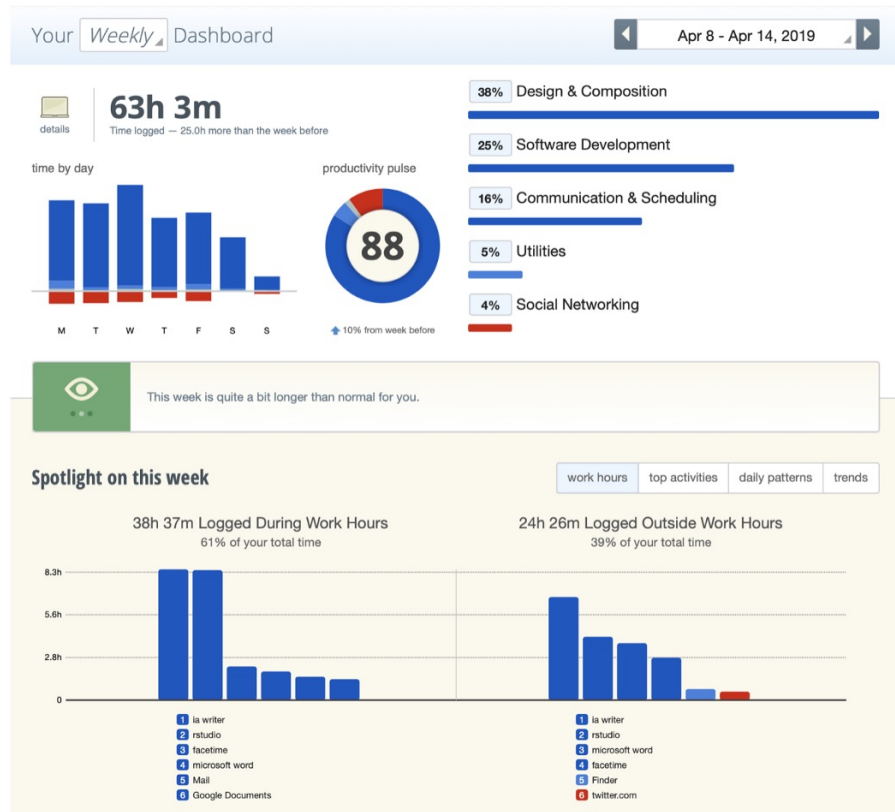 Your Weekly Dashboard
Apr 8 - Apr 14, 2019
details
63h 3m
Time logged — 25.0h more than the week before
time by day
M T W T F S S
productivity pulse
88
10% from week before
38% Design & Composition
25% Software Development
16% Communication & Scheduling
5% Utilities
4% Social Networking
This week is quite a bit longer than normal for you.
Spotlight on this week
work hours top activities daily patterns trends
38h 37m Logged During Work Hours
61% of your total time
24h 26m Logged Outside Work Hours
39% of your total time
8.3h
5.6h
2.8h
0
1 ia writer
2 rstudio
3 facetime
4 microsoft word
5 Mail
6 Google Documents
1 ia writer
2 rstudio
3 microsoft word
4 facetime
5 Finder
6 twitter.com